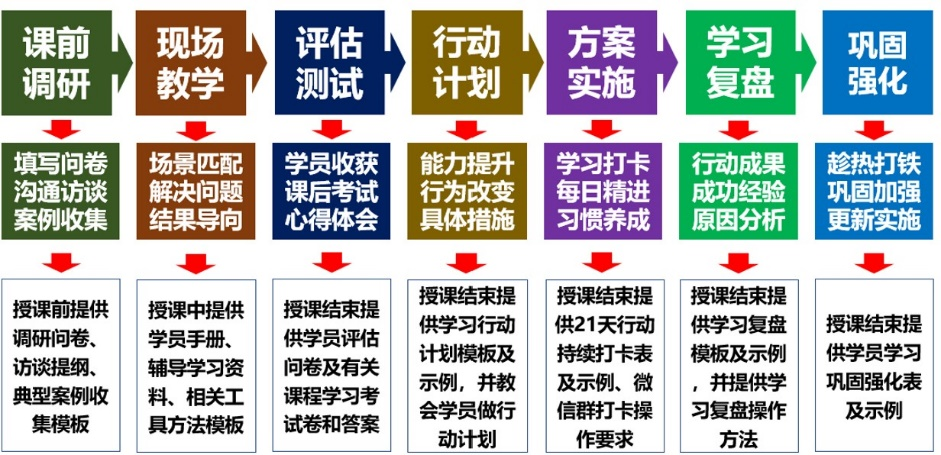 课前
调研
现场
教学
评估
测试
行动
计划
方案
实施
学习
复盘
巩固
强化
填写问卷
沟通访谈
案例收集
场景匹配
解决问题
结果导向
学员收获
课后考试
心得体会
能力提升
行为改变
具体措施
学习打卡
每日精进
习惯养成
行动成果
成功经验
原因分析
趁热打铁
巩固加强
更新实施
授课前提供
调研问卷、
访谈提纲、
典型案例收
集模板
授课中提供
学员手册、
辅导学习资
料、相关工
具方法模板
授课结束提
供学员评估
问卷及有关
课程学习考
试卷和答案
授课结束提
供学习行动
计划模板及
示例，并教
会学员做行
动计划
授课结束提
供21天行动
持续打卡表
及示例、微
信群打卡操
作要求
授课结束提
供学习复盘
模板及示例
，并提供学
习复盘操作
方法
授课结束提
供学员学习
巩固强化表
及示例